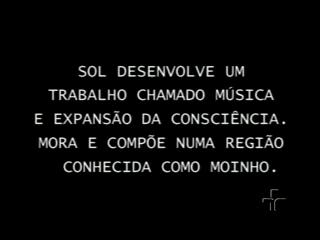 SOL DESENVOLVE UM
TRABALHO CHAMADO MÚSICA
E EXPANSÃO DA CONSCIÊNCIA.
MORA E COMPÕE NUMA REGIÃO
CONHECIDA COMO MOINHO.